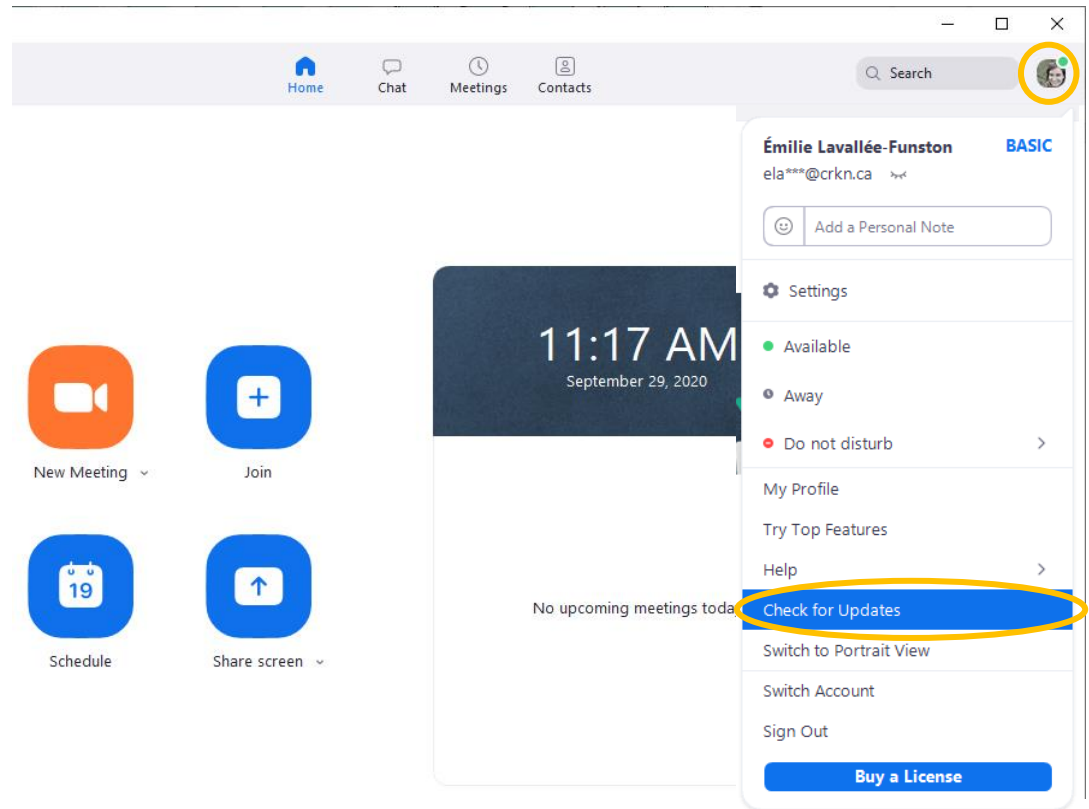 Home
Chat
Meetings
Contacts
Search
Émilie Lavallée-Funston BASIC
ela***@crkn.ca
Add a Personal Note
Settings
11:17 AM
September 29, 2020
Available
Away
Do not disturb
New Meeting
Join
My Profile
Try Top Features
Help
19
No upcoming meetings toda
Check for Updates
Schedule
Share screen
Switch to Portrait View
Switch Account
Sign Out
Buy a License